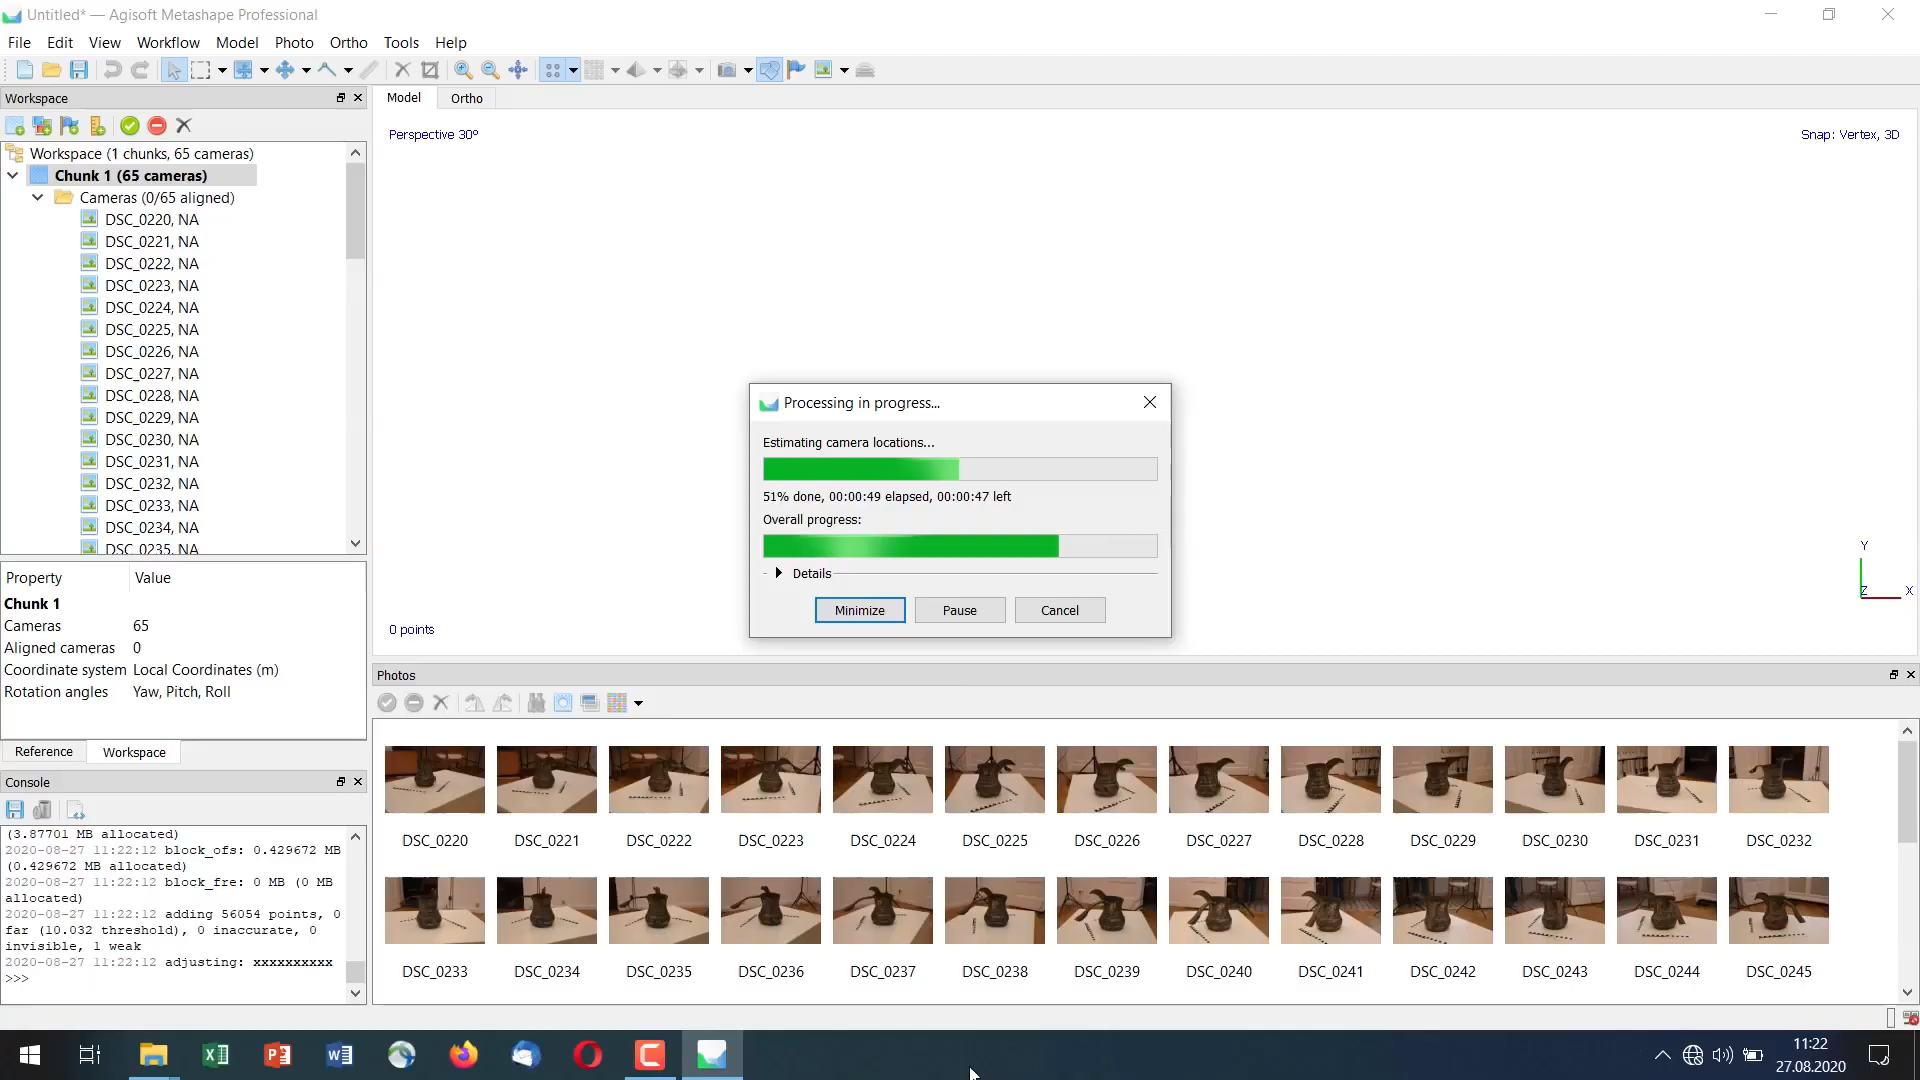 Untitled* — Agisoft Metashape Professional
File Edit View Workflow Model Photo Ortho Tools Help
Workspace
Workspace (1 chunks, 65 cameras)
Chunk 1 (65 cameras)
Cameras (0/65 aligned)
DSC_0220, NA
DSC_0221, NA
DSC_0222, NA
DSC_0223, NA
DSC_0224, NA
DSC_0225, NA
DSC_0226, NA
DSC_0227, NA
DSC_0228, NA
DSC_0229, NA
DSC_0230, NA
DSC_0231, NA
DSC_0232, NA
DSC_0233, NA
DSC_0234, NA
DSC_0235, NA
Property Value
Chunk 1
Cameras 65
Aligned cameras 0
Coordinate system Local Coordinates (m)
Rotation angles Yaw, Pitch, Roll
Reference Workspace
Console
(3.87701 MB allocated)
2020-08-27 11:22:12 block_ofs: 0.429672 MB
(0.429672 MB allocated)
2020-08-27 11:22:12 block_fre: 0 MB (0 MB
allocated)
2020-08-27 11:22:12 adding 56054 points, 0
far (10.032 threshold), 0 inaccurate, 0
invisible, 1 weak
2020-08-27 11:22:12 adjusting: xxxxxxxxxx
>>>
Model Ortho
Perspective 30°
Snap: Vertex, 3D
Processing in progress...
Estimating camera locations...
51% done, 00:00:49 elapsed, 00:00:47 left
Overall progress:
Details
Minimize Pause Cancel
0 points
Y
Z X
Photos
DSC_0220 DSC_0221 DSC_0222 DSC_0223 DSC_0224 DSC_0225 DSC_0226 DSC_0227 DSC_0228 DSC_0229 DSC_0230 DSC_0231 DSC_0232
DSC_0233 DSC_0234 DSC_0235 DSC_0236 DSC_0237 DSC_0238 DSC_0239 DSC_0240 DSC_0241 DSC_0242 DSC_0243 DSC_0244 DSC_0245
11:22
27.08.2020